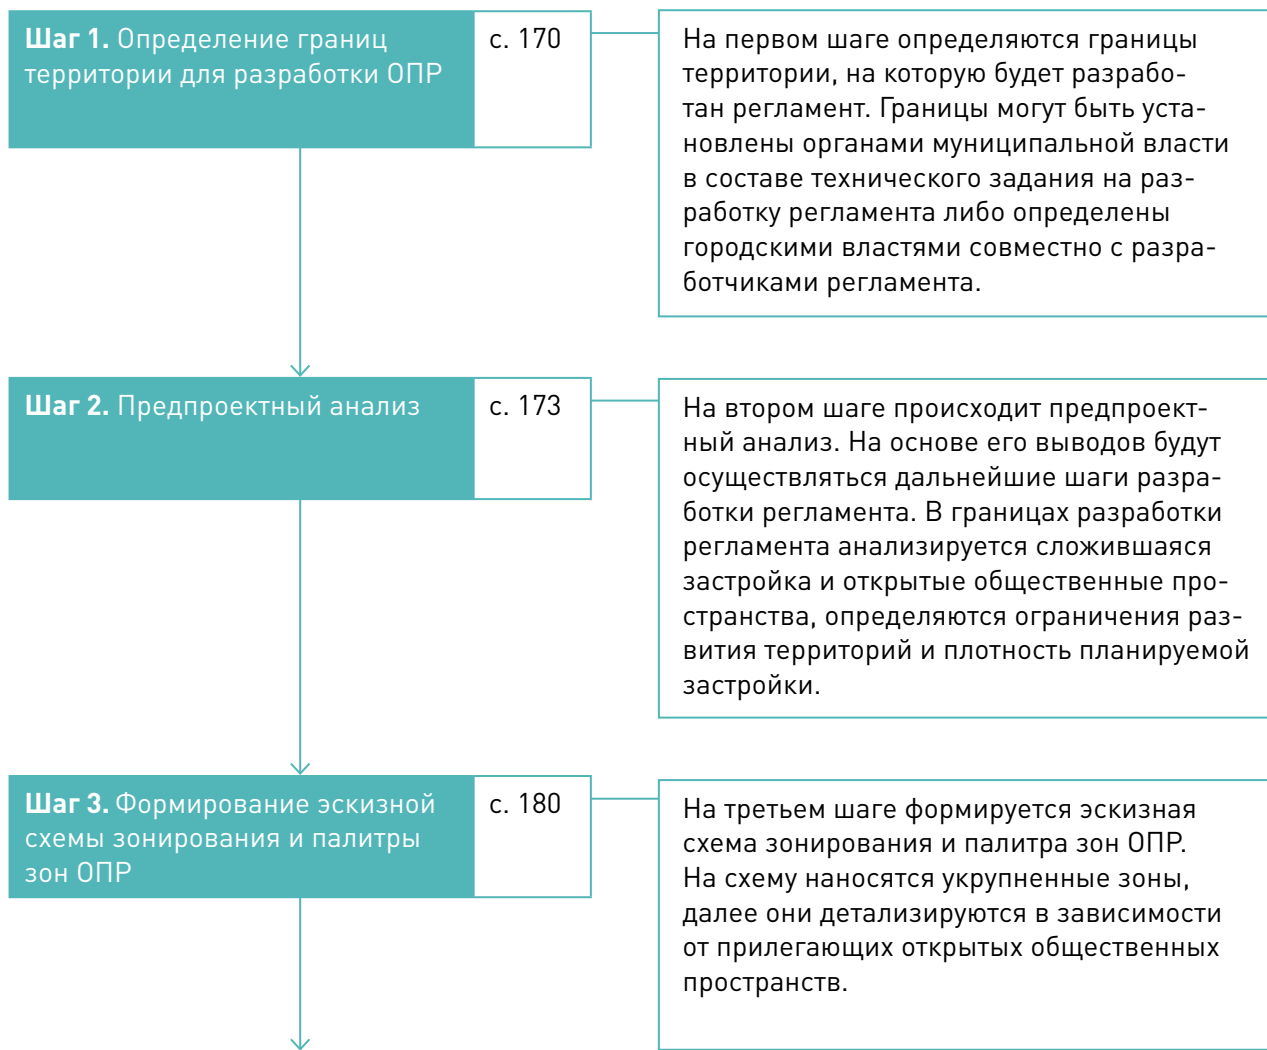 Шаг 1. Определение границ
территории для разработки ОПР
с. 170
На первом шаге определяются границы
территории, на которую будет разрабо-
тан регламент. Границы могут быть уста-
новлены органами муниципальной власти
в составе технического задания на раз-
работку регламента либо определены
городскими властями совместно с разра-
ботчиками регламента.
Шаг 2. Предпроектный анализ
с. 173
На втором шаге происходит предпроект-
ный анализ. На основе его выводов будут
осуществляться дальнейшие шаги разра-
ботки регламента. В границах разработки
регламента анализируется сложившаяся
застройка и открытые общественные про-
странства, определяются ограничения раз-
вития территорий и плотность планируемой
застройки.
Шаг 3. Формирование эскизной
схемы зонирования и палитры
зон ОПР
с. 180
На третьем шаге формируется эскизная
схема зонирования и палитра зон ОПР.
На схему наносятся укрупненные зоны,
далее они детализируются в зависимости
от прилегающих открытых общественных
пространств.